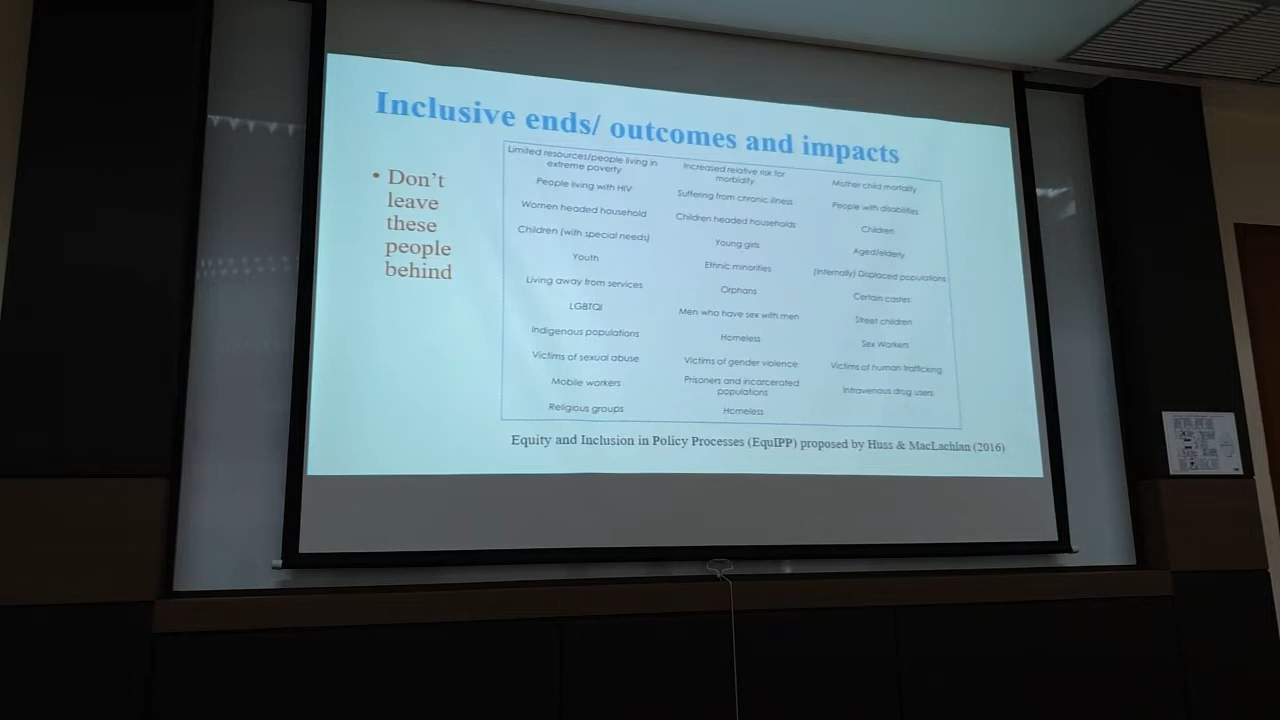 Inclusive ends/ outcomes and impacts
• Don't
leave
these
people
behind
Limited resources/people living in
extreme poverty
People living with HIV
Women headed household
Children (with special needs)
Youth
Living away from services
LGBTQI
Indigenous populations
Victims of sexual abuse
Mobile workers
Religious groups
Increased relative risk for
morbidity
Suffering from chronic illness
Children headed households
Young girls
Ethnic minorities
Orphans
Men who have sex with men
Homeless
Victims of gender violence
Prisoners and incarcerated
populations
Homeless
Mother child mortality
People with disabilities
Children
Aged/elderly
(Internally) Displaced populations
Certain castes
Street children
Sex Workers
Victims of human trafficking
Intravenous drug users
Equity and Inclusion in Policy Processes (EquIPP) proposed by Huss & MacLachlan (2016)